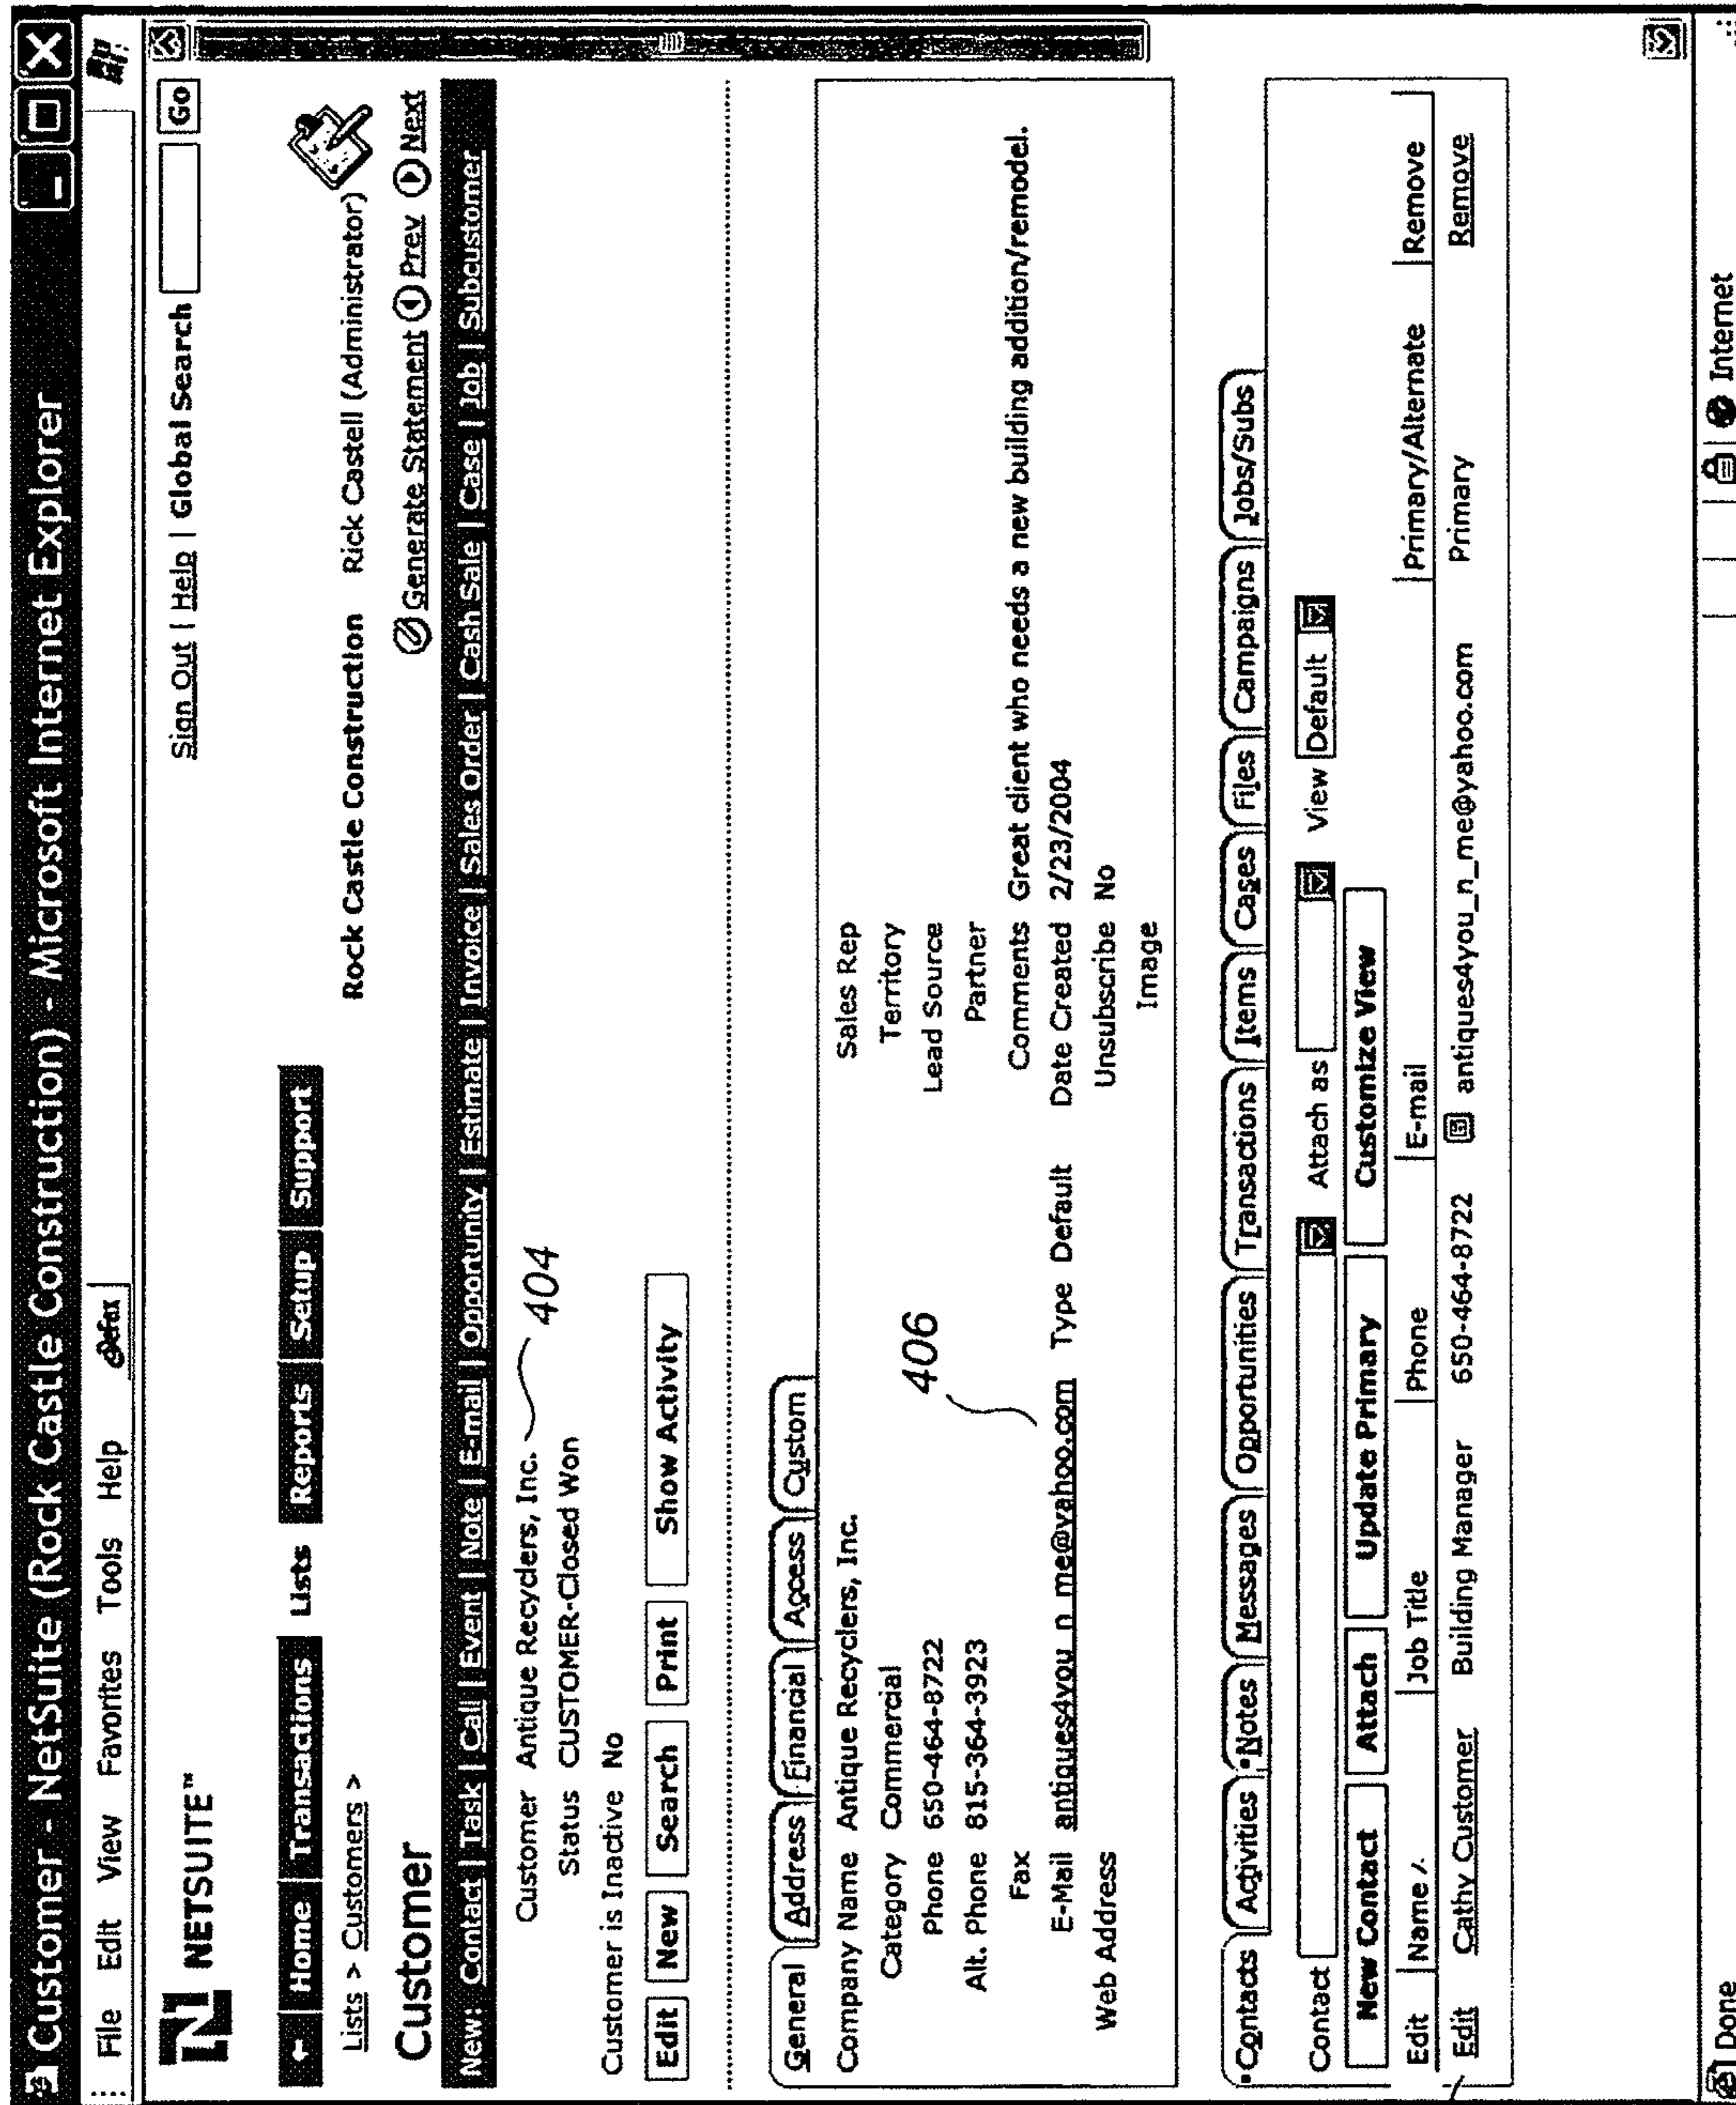 Customer - NetSuite (Rock Castle Construction) - Microsoft Internet Explorer
File Edit View Favorites Tools Help efax
NETSUITE™
Sign Out | Help | Global Search Go
Home Transactions Lists Reports Setup Support
Lists > Customers >
Rock Castle Construction Rick Castell (Administrator)
Customer
Generate Statement Prev Next
New: Contact | Task | Call | Event | Note | E-mail | Opportunity | Estimate | Invoice | Sales Order | Cash Sale | Case | Job | Subcustomer
Customer Antique Recyclers, Inc. 404
Status CUSTOMER-Closed Won
Customer is Inactive No
Edit New Search Print Show Activity
General Address Financial Access Custom
Company Name Antique Recyclers, Inc. Sales Rep
Category Commercial Territory
Phone 650-464-8722 406 Lead Source
Alt. Phone 815-364-3923 Partner
Fax Comments Great client who needs a new building addition/remodel.
E-Mail antiques4you_n_me@yahoo.com Type Default Date Created 2/23/2004
Web Address Unsubscribe No
Image
•Contacts Activities •Notes Messages Opportunities Transactions Items Cases Files Campaigns Jobs/Subs
Contact Attach as View Default
New Contact Attach Update Primary Customize View
Edit Name Job Title Phone E-mail Primary/Alternate Remove
Edit Cathy Customer Building Manager 650-464-8722 antiques4you_n_me@yahoo.com Primary Remove
Done Internet